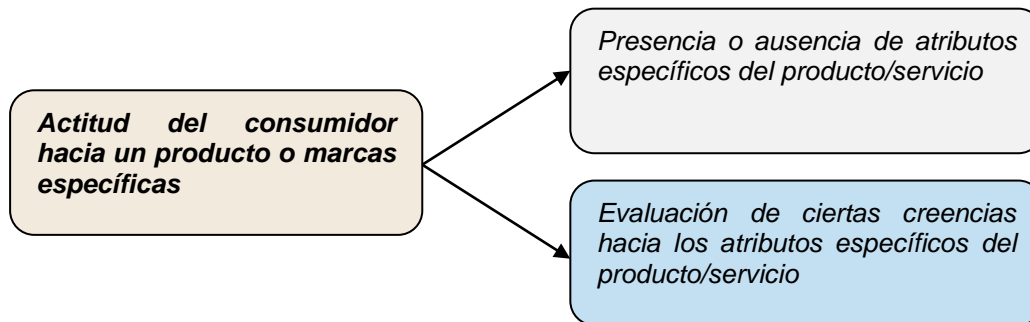 Actitud del consumidor
hacia un producto o marcas
específicas
Presencia o ausencia de atributos
específicos del producto/servicio
Evaluación de ciertas creencias
hacia los atributos específicos del
producto/servicio